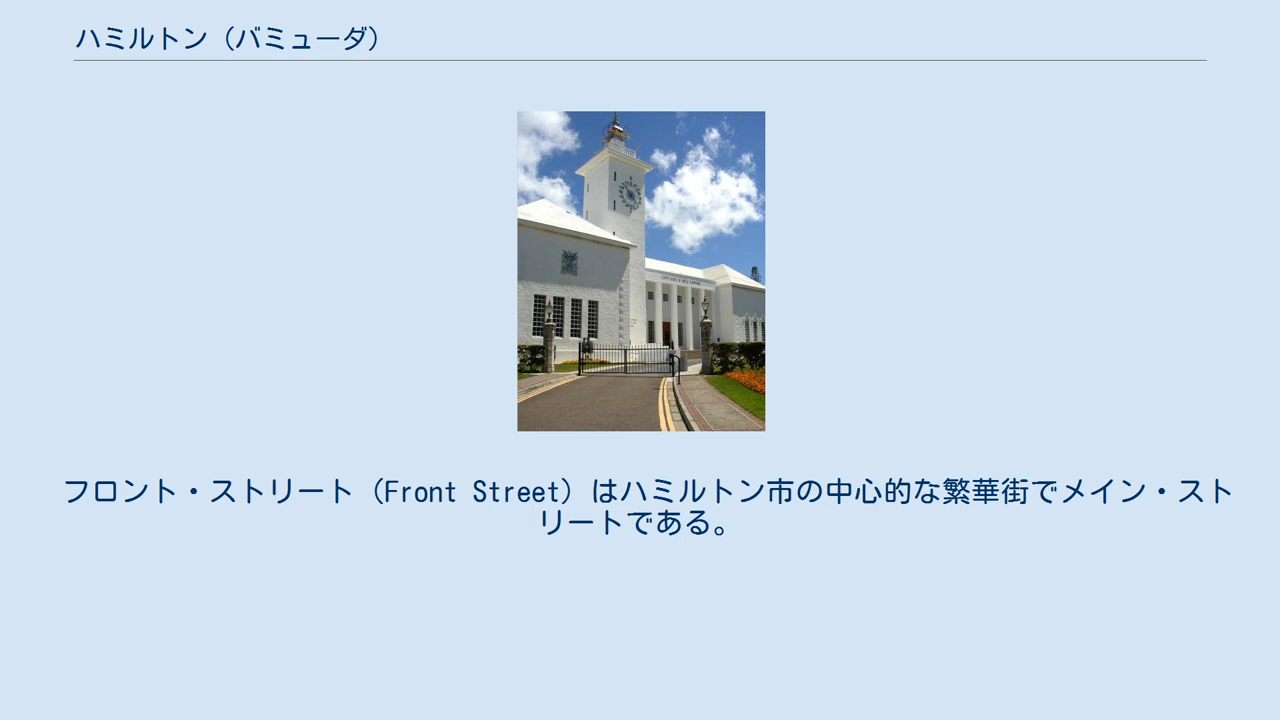 ハミルトン（バミューダ）
フロント・ストリート（Front Street）はハミルトン市の中心的な繁華街でメイン・スト
リートである。